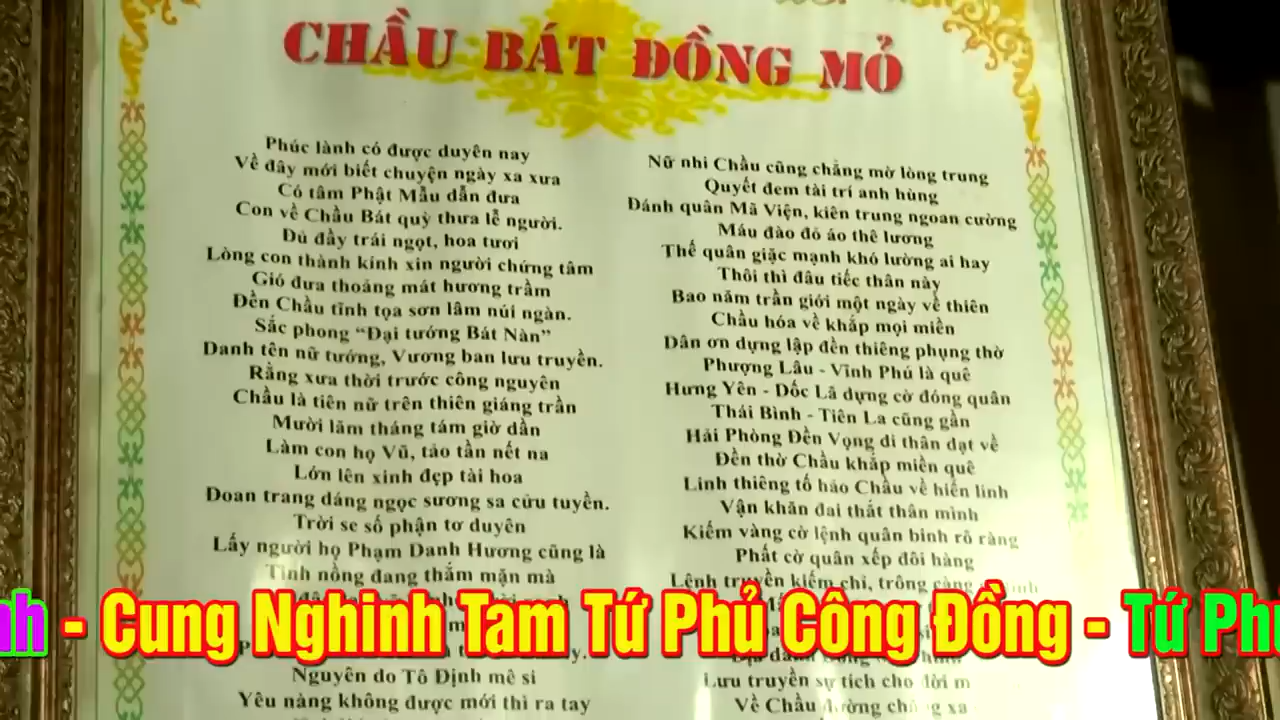 CHẦU BÁT ĐỒNG MỎ
Phúc lành có được duyên nay
Về đây mới biết chuyện ngày xa xưa
Có tâm Phật Mẫu dẫn đưa
Con về Chầu Bát quỳ thưa lễ người.
Đủ đầy trái ngọt, hoa tươi
Lòng con thành kính xin người chứng tâm
Gió đưa thoảng mát hương trầm
Đền Chầu tĩnh tọa sơn lâm núi ngàn.
Sắc phong “Đại tướng Bát Nàn”
Danh tên nữ tướng, Vương ban lưu truyền.
Rằng xưa thời trước công nguyên
Chầu là tiên nữ trên thiên giáng trần
Mười lăm tháng tám giờ dần
Làm con họ Vũ, tảo tần nết na
Lớn lên xinh đẹp tài hoa
Đoan trang dáng ngọc sương sa cửu tuyền.
Trời se số phận tơ duyên
Lấy người họ Phạm Danh Hương cũng là
Tình nồng đang thắm mặn mà
Nguyên do Tô Định mê si
Yêu nàng không được mới thì ra tay
Nữ nhi Chầu cũng chẳng mờ lòng trung
Quyết đem tài trí anh hùng
Đánh quân Mã Viện, kiên trung ngoan cường
Máu đào đỏ áo thê lương
Thế quân giặc mạnh khó lường ai hay
Thôi thì đâu tiếc thân này
Bao năm trần giới một ngày về thiên
Chầu hóa về khắp mọi miền
Dân ơn dựng lập đền thiêng phụng thờ
Phượng Lâu - Vĩnh Phú là quê
Hưng Yên - Dốc Lã dựng cờ đóng quân
Thái Bình - Tiên La cũng gần
Hải Phòng Đền Vọng di thân dạt về
Đền thờ Chầu khắp miền quê
Linh thiêng tố hảo Chầu về hiển linh
Vận khăn đai thắt thân mình
Kiếm vàng cờ lệnh quân binh rõ ràng
Phất cờ quân xếp đôi hàng
Lệnh truyền kiếm chỉ, trông càng
Lưu truyền sự tích cho đời
Về Chầu đường
- Cung Nghinh Tam Tứ Phủ Công Đồng - Tứ